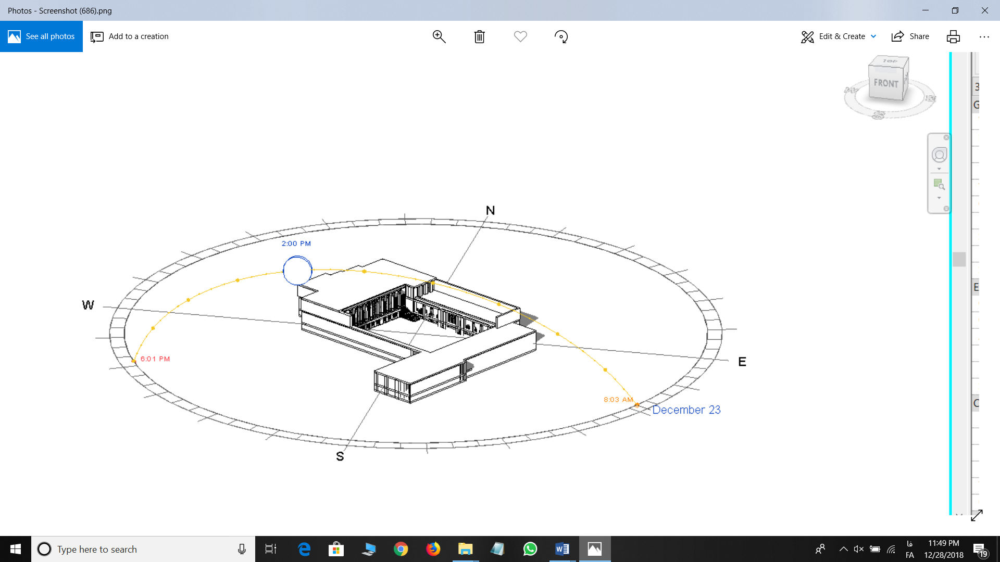 Photos - Screenshot (686).png
See all photos
Add to a creation
Edit & Create
Share
TOP
FRONT
3
G
N
2:00 PM
W
E
6:01 PM
E
8:03 AM
December 23
C
S
Type here to search
فا
FA
11:49 PM
12/28/2018
19